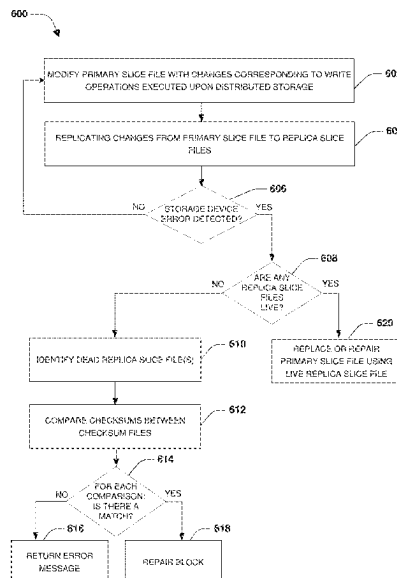 600
MODIFY PRIMARY SLICE FILE WITH CHANGES CORRESPONDING TO WRITE
OPERATIONS EXECUTED UPON DISTRIBUTED STORAGE
60
REPLICATING CHANGES FROM PRIMARY SLICE FILE TO REPLICA SLICE
FILES
60
606
NO
STORAGE DEVICE
ERROR DETECTED?
YES
608
NO
ARE ANY
REPLICA SLICE
FILES
LIVE?
YES
610
IDENTIFY DEAD REPLICA SLICE FILE(S)
620
REPLACE OR REPAIR
PRIMARY SLICE FILE USING
LIVE REPLICA SLICE FILE
612
COMPARE CHECKSUMS BETWEEN
CHECKSUM FILES
614
NO
FOR EACH
COMPARISON:
IS THERE A
MATCH?
YES
616
RETURN ERROR
MESSAGE
618
REPAIR BLOCK